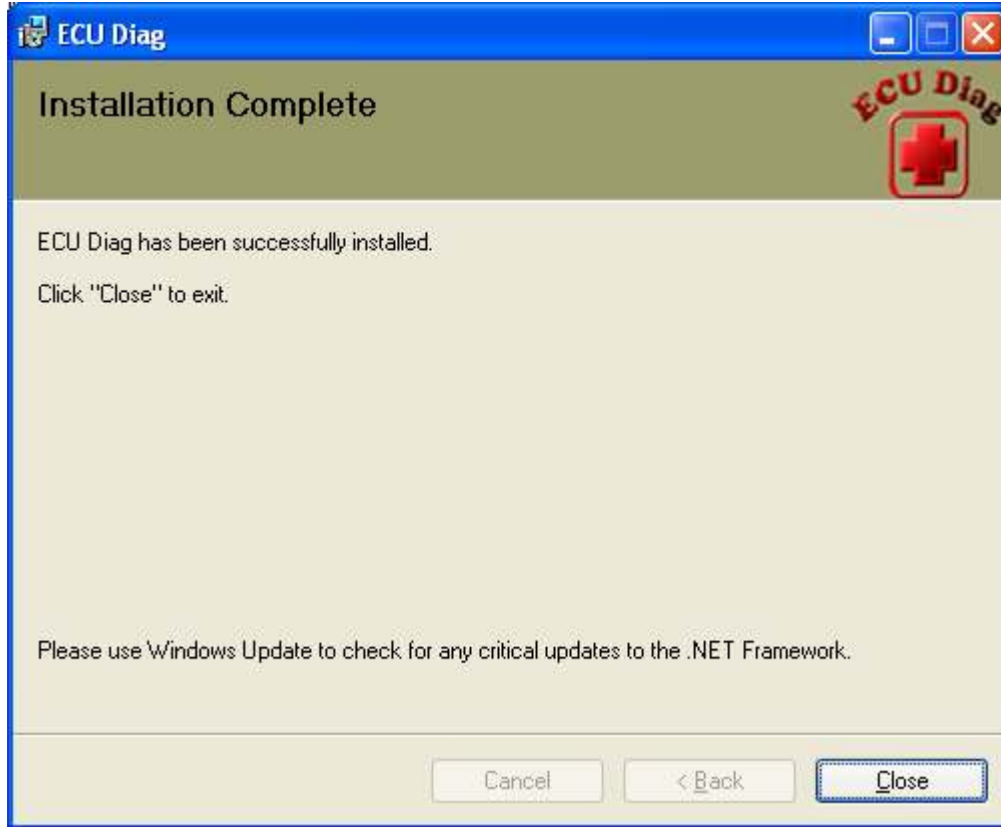 ECU Diag
Installation Complete
ECU Diag
ECU Diag has been successfully installed.
Click "Close" to exit.
Please use Windows Update to check for any critical updates to the .NET Framework.
Cancel
< Back
Close